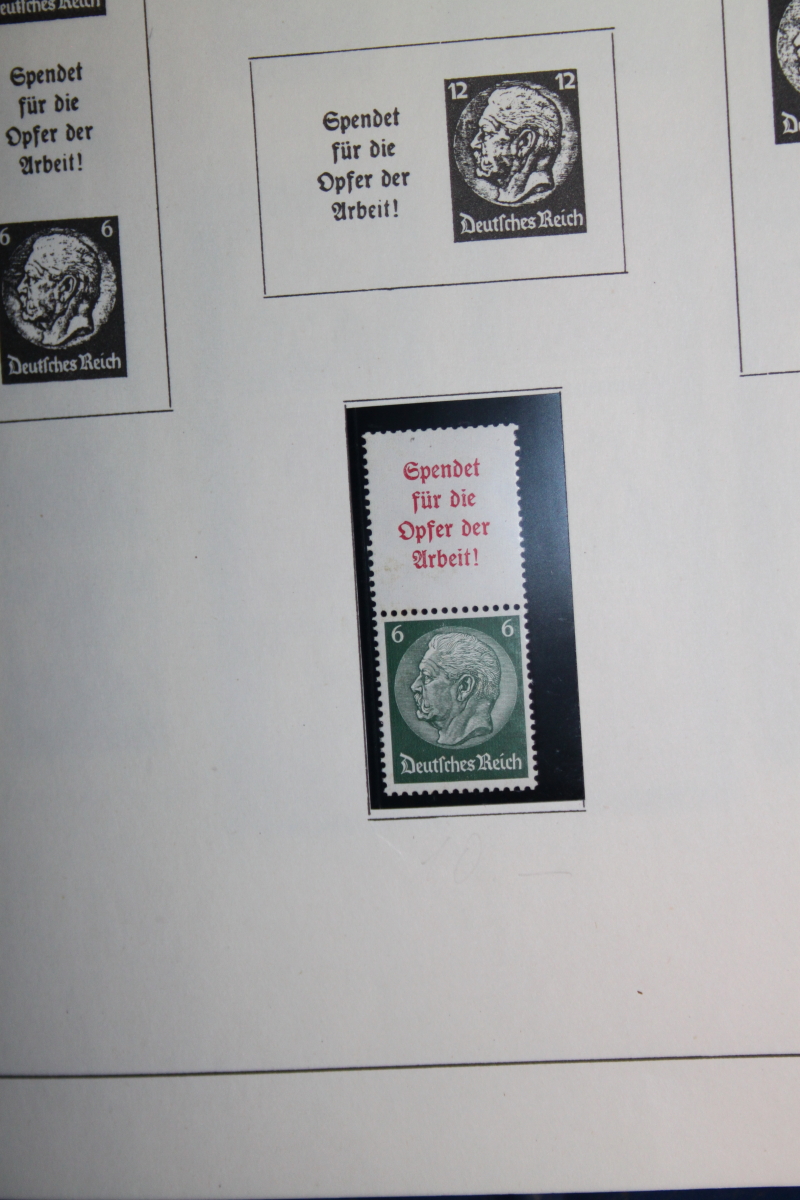 Deutsches Reich
Spendet
für die
Opfer der
Arbeit!
6 6
Deutsches Reich
Spendet
für die
Opfer der
Arbeit!
12 12
Deutsches Reich
Spendet
für die
Opfer der
Arbeit!
6 6
Deutsches Reich